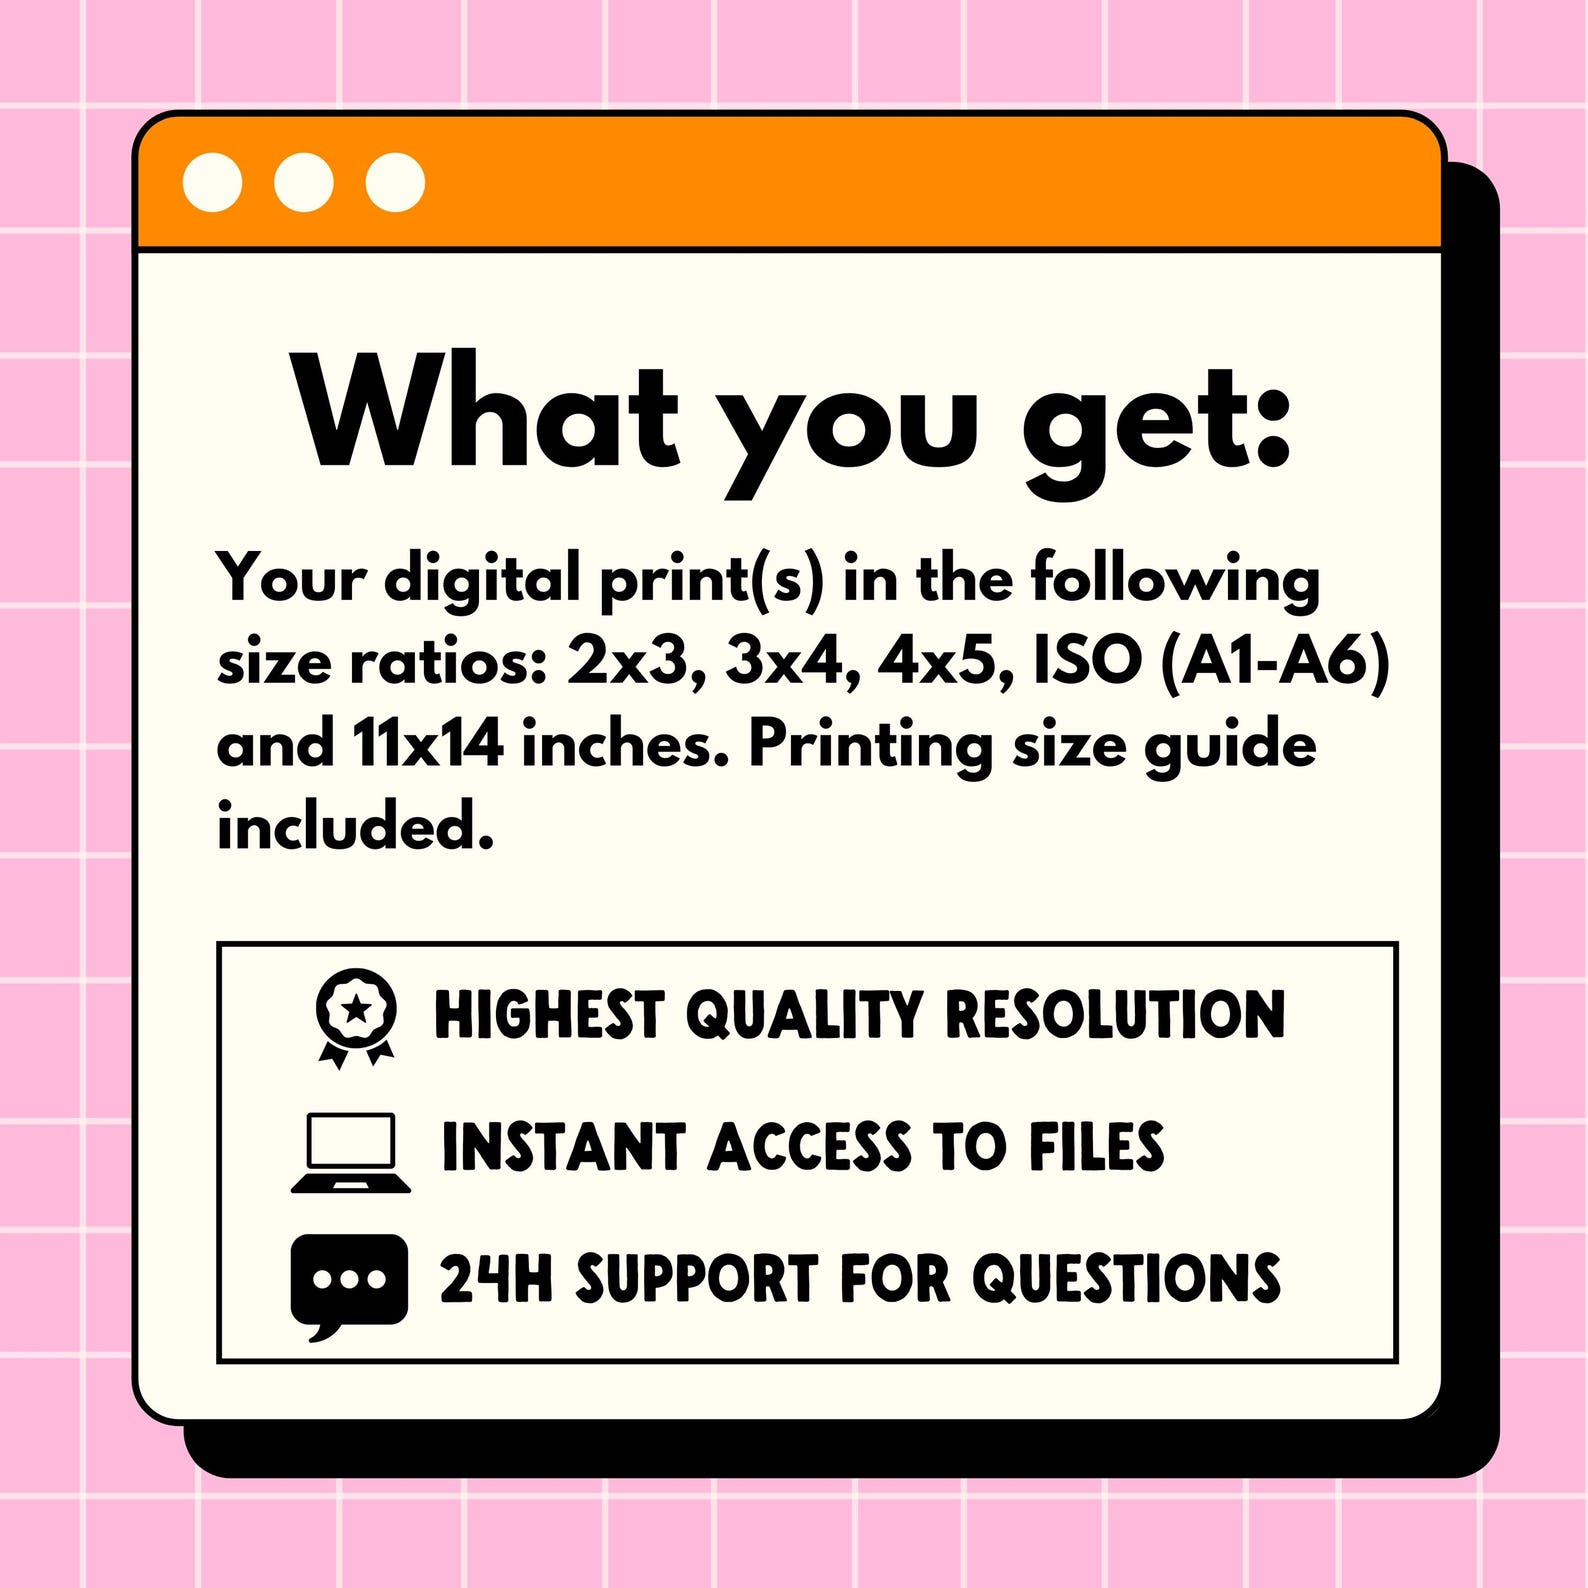 What you get:
Your digital print(s) in the following
size ratios: 2x3, 3x4, 4x5, ISO (A1-A6)
and 11x14 inches. Printing size guide
included.
HIGHEST QUALITY RESOLUTION
INSTANT ACCESS TO FILES
24H SUPPORT FOR QUESTIONS